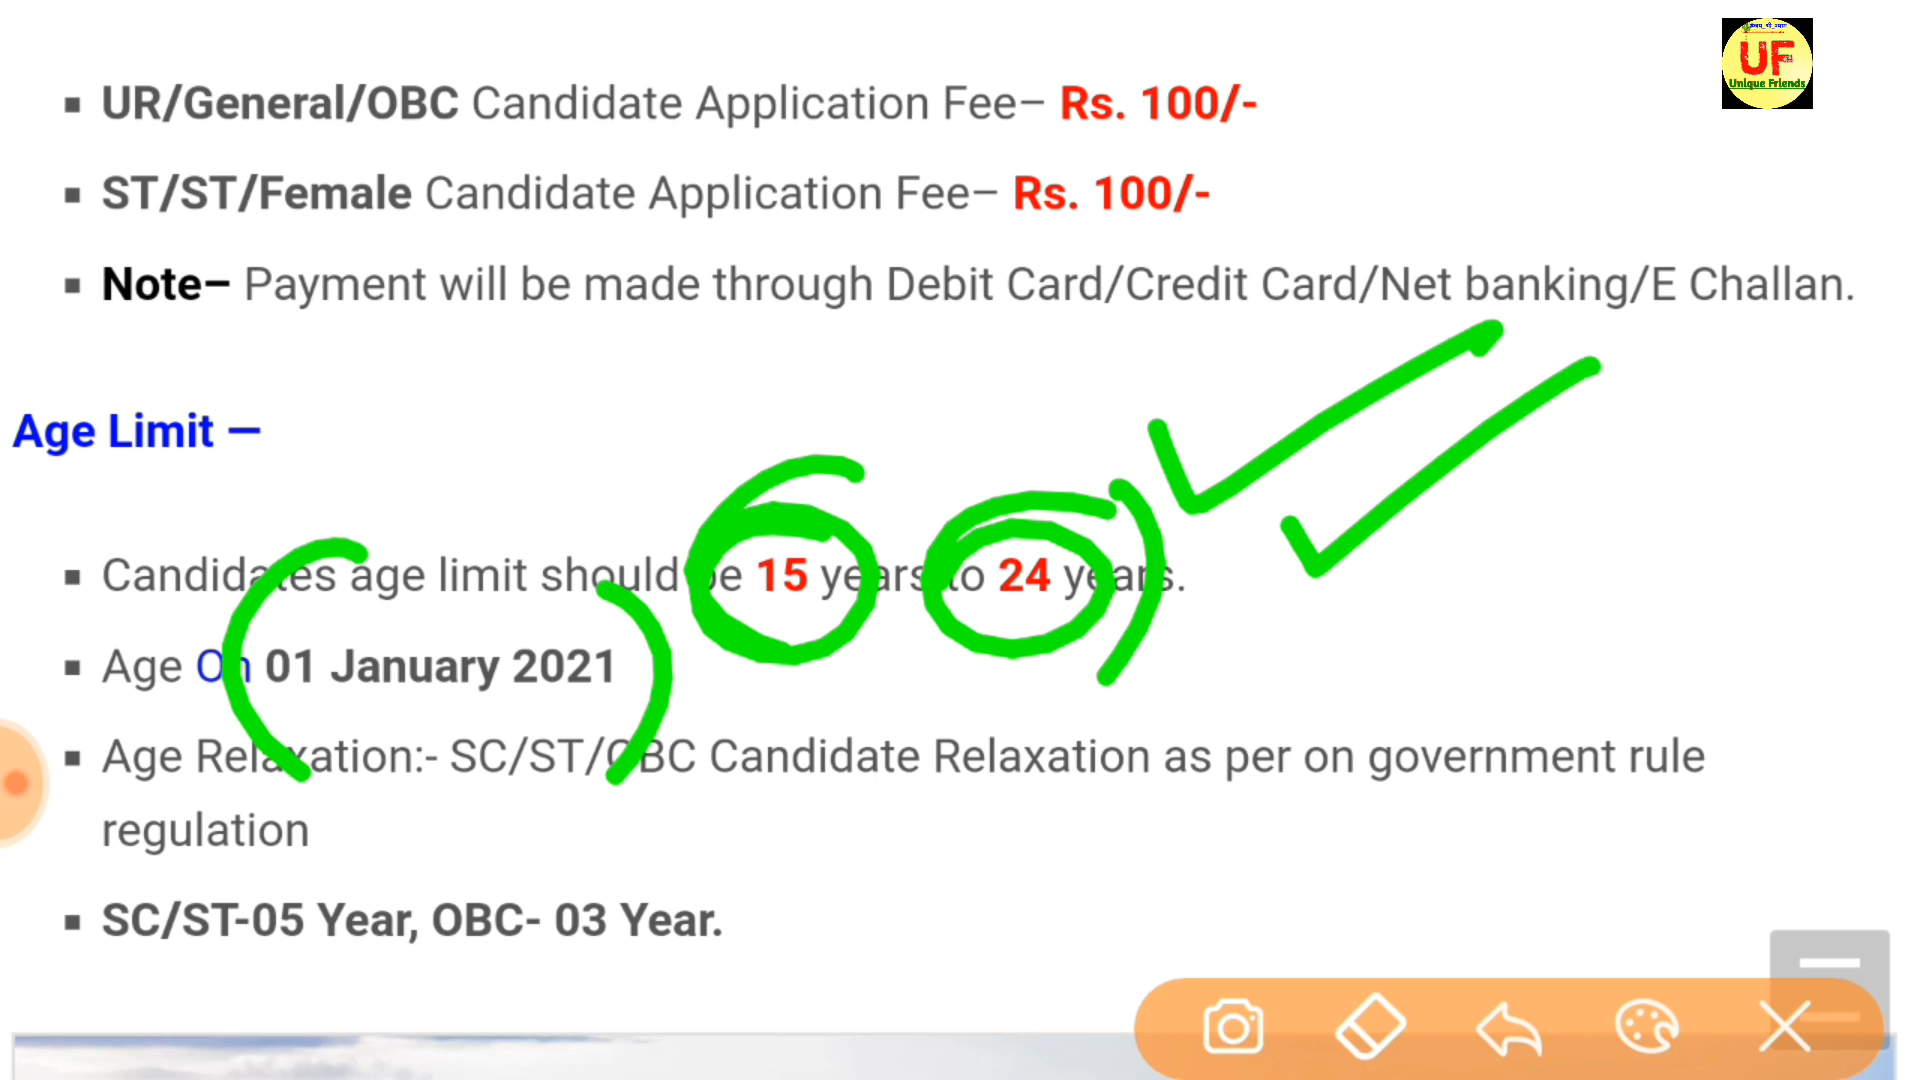 UF
Unique Friends
▪ UR/General/OBC Candidate Application Fee– Rs. 100/-
▪ ST/ST/Female Candidate Application Fee– Rs. 100/-
▪ Note– Payment will be made through Debit Card/Credit Card/Net banking/E Challan.
Age Limit —
▪ Candidates age limit should be 15 years to 24 years.
▪ Age On 01 January 2021
▪ Age Relaxation:- SC/ST/OBC Candidate Relaxation as per on government rule
regulation
▪ SC/ST-05 Year, OBC- 03 Year.